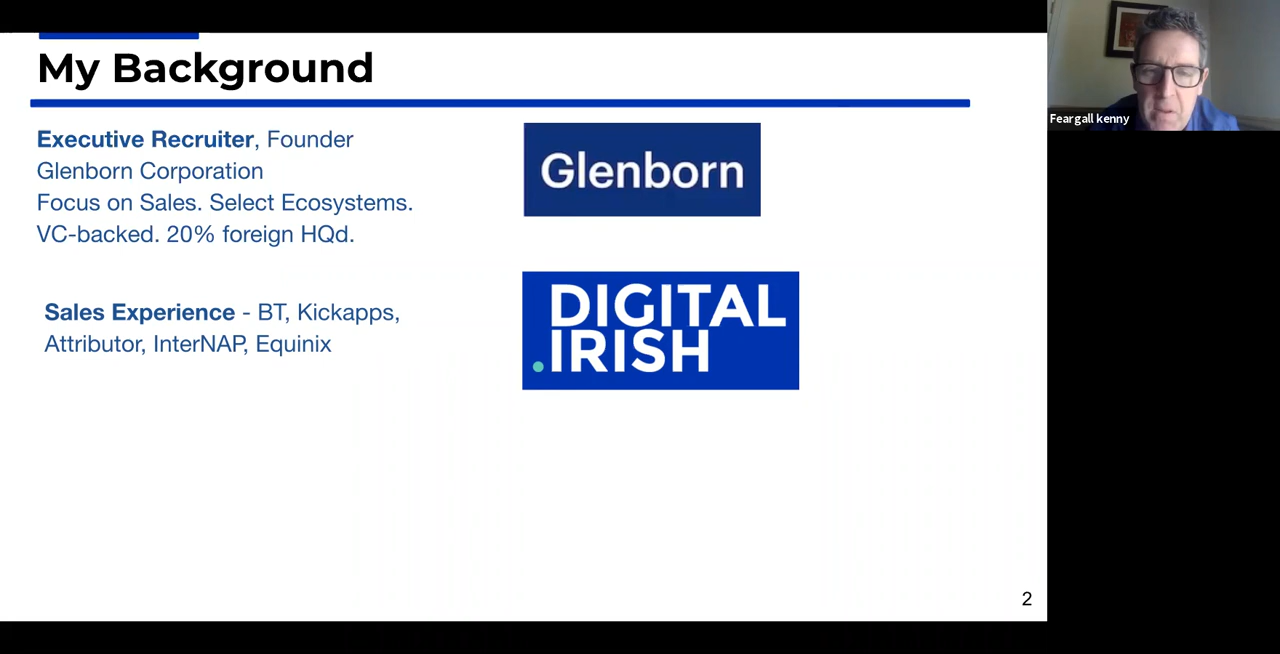 My Background
Executive Recruiter, Founder
Glenborn Corporation
Focus on Sales. Select Ecosystems.
VC-backed. 20% foreign HQd.
Sales Experience - BT, Kickapps,
Attributor, InterNAP, Equinix
Glenborn
DIGITAL
.IRISH
2
Feargall kenny